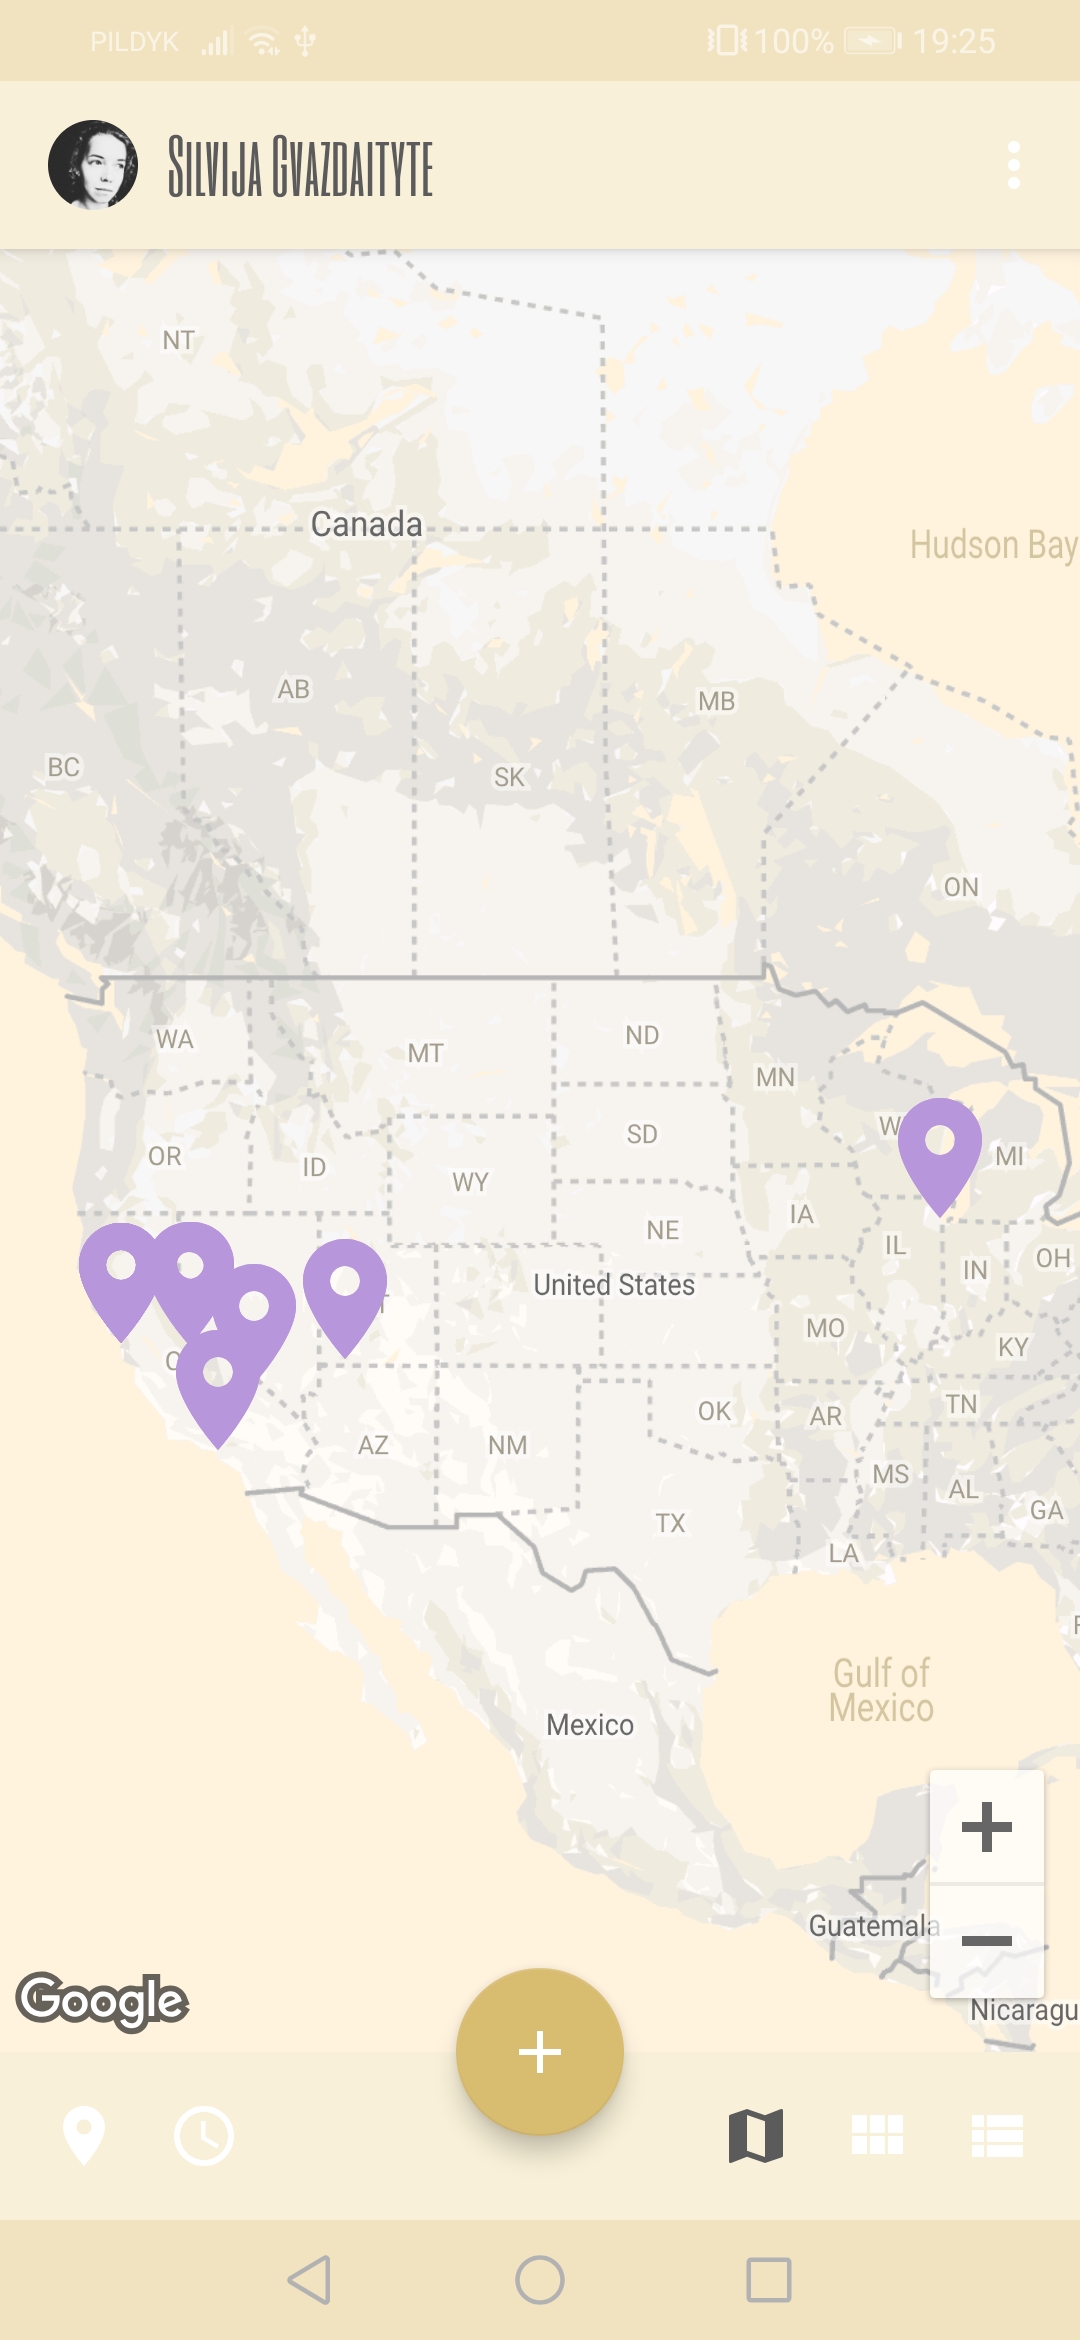 PILDYK 100% 19:25
Silvija Gvazdaityte
NT
Canada
Hudson Bay
AB
MB
BC
SK
ON
WA
ND
MT
MN
SD
OR
MI
ID
WY
IA
NE
IL
OH
IN
United States
MO
KY
TN
OK
AR
AZ
NM
MS
AL
GA
TX
LA
Gulf of
Mexico
Mexico
Guatemala
Google
Nicaragu